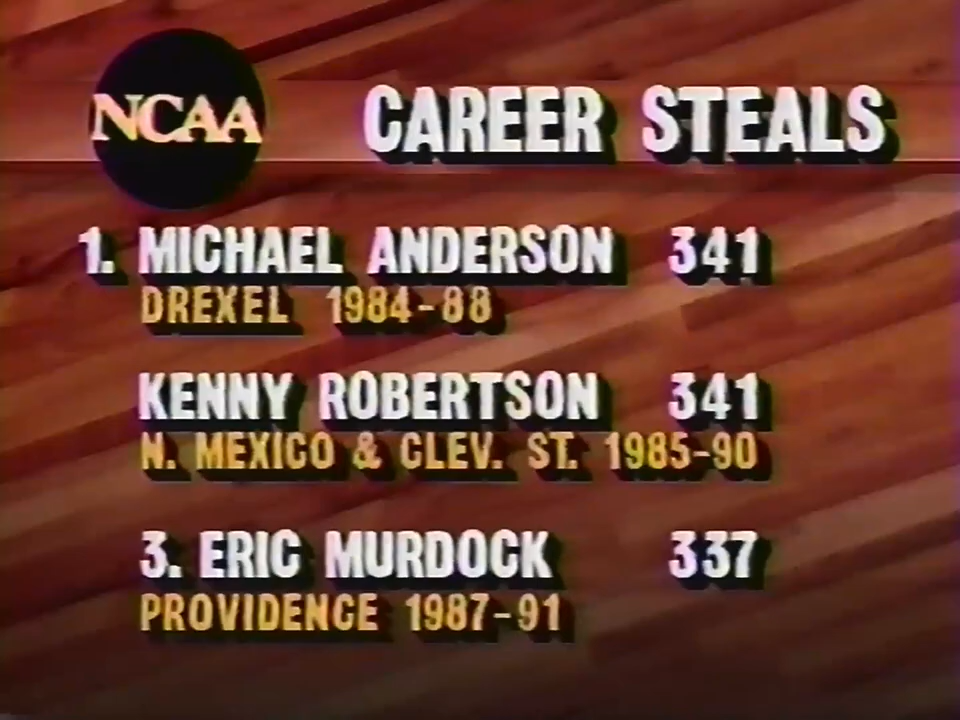 NCAA
CAREER STEALS
1. MICHAEL ANDERSON 341
DREXEL 1984-88
KENNY ROBERTSON 341
N. MEXICO & CLEV. ST. 1985-90
3. ERIC MURDOCK 337
PROVIDENCE 1987-91